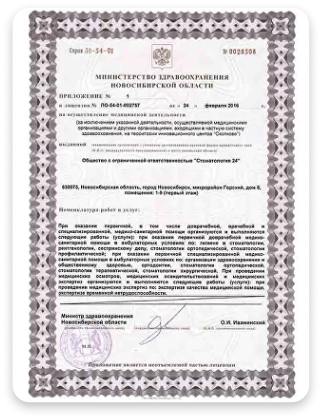 Серия 30-54-01
№ 0028508
МИНИСТЕРСТВО ЗДРАВООХРАНЕНИЯ
НОВОСИБИРСКОЙ ОБЛАСТИ
ПРИЛОЖЕНИЕ № 5
к лицензии № ЛО-54-01-002757 от « 24 » февраля 2016 г.
на осуществление медицинской деятельности
(за исключением указанной деятельности, осуществляемой медицинскими
организациями и другими организациями, входящими в частную систему
здравоохранения, на территории инновационного центра "Сколково")
выданной
Общество с ограниченной ответственностью "Стоматология 24"
630073, Новосибирская область, город Новосибирск, микрорайон Горский, дом 8,
помещения: 1-9 (первый этаж)
Номенклатура работ и услуг:
При оказании первичной, в том числе доврачебной, врачебной и
специализированной, медико-санитарной помощи организуются и выполняются
следующие работы (услуги): при оказании первичной доврачебной медико-
санитарной помощи в амбулаторных условиях по: гигиене в стоматологии,
рентгенологии, сестринскому делу, стоматологии ортопедической, стоматологии
профилактической; при оказании первичной специализированной медико-
санитарной помощи в амбулаторных условиях по: организации здравоохранения и
общественному здоровью, ортодонтии, стоматологии ортопедической,
стоматологии терапевтической, стоматологии хирургической. При проведении
медицинских осмотров, медицинских освидетельствований и медицинских
экспертиз организуются и выполняются следующие работы (услуги): при
проведении медицинских экспертиз по: экспертизе качества медицинской помощи,
экспертизе временной нетрудоспособности.
Министр здравоохранения
Новосибирской области
О.И. Иванинский
М.П.
Приложение является неотъемлемой частью лицензии